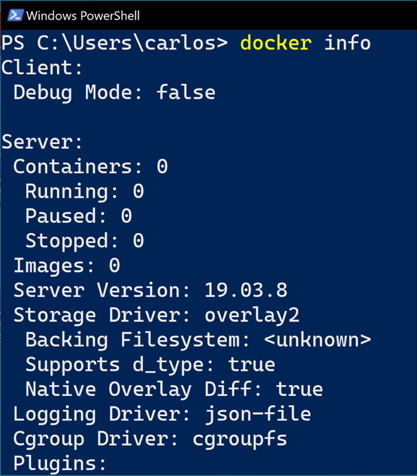 Windows PowerShell
PS C:\Users\carlos> docker info
Client:
 Debug Mode: false

Server:
 Containers: 0
  Running: 0
  Paused: 0
  Stopped: 0
 Images: 0
 Server Version: 19.03.8
 Storage Driver: overlay2
  Backing Filesystem: <unknown>
  Supports d_type: true
  Native Overlay Diff: true
 Logging Driver: json-file
 Cgroup Driver: cgroupfs
 Plugins: